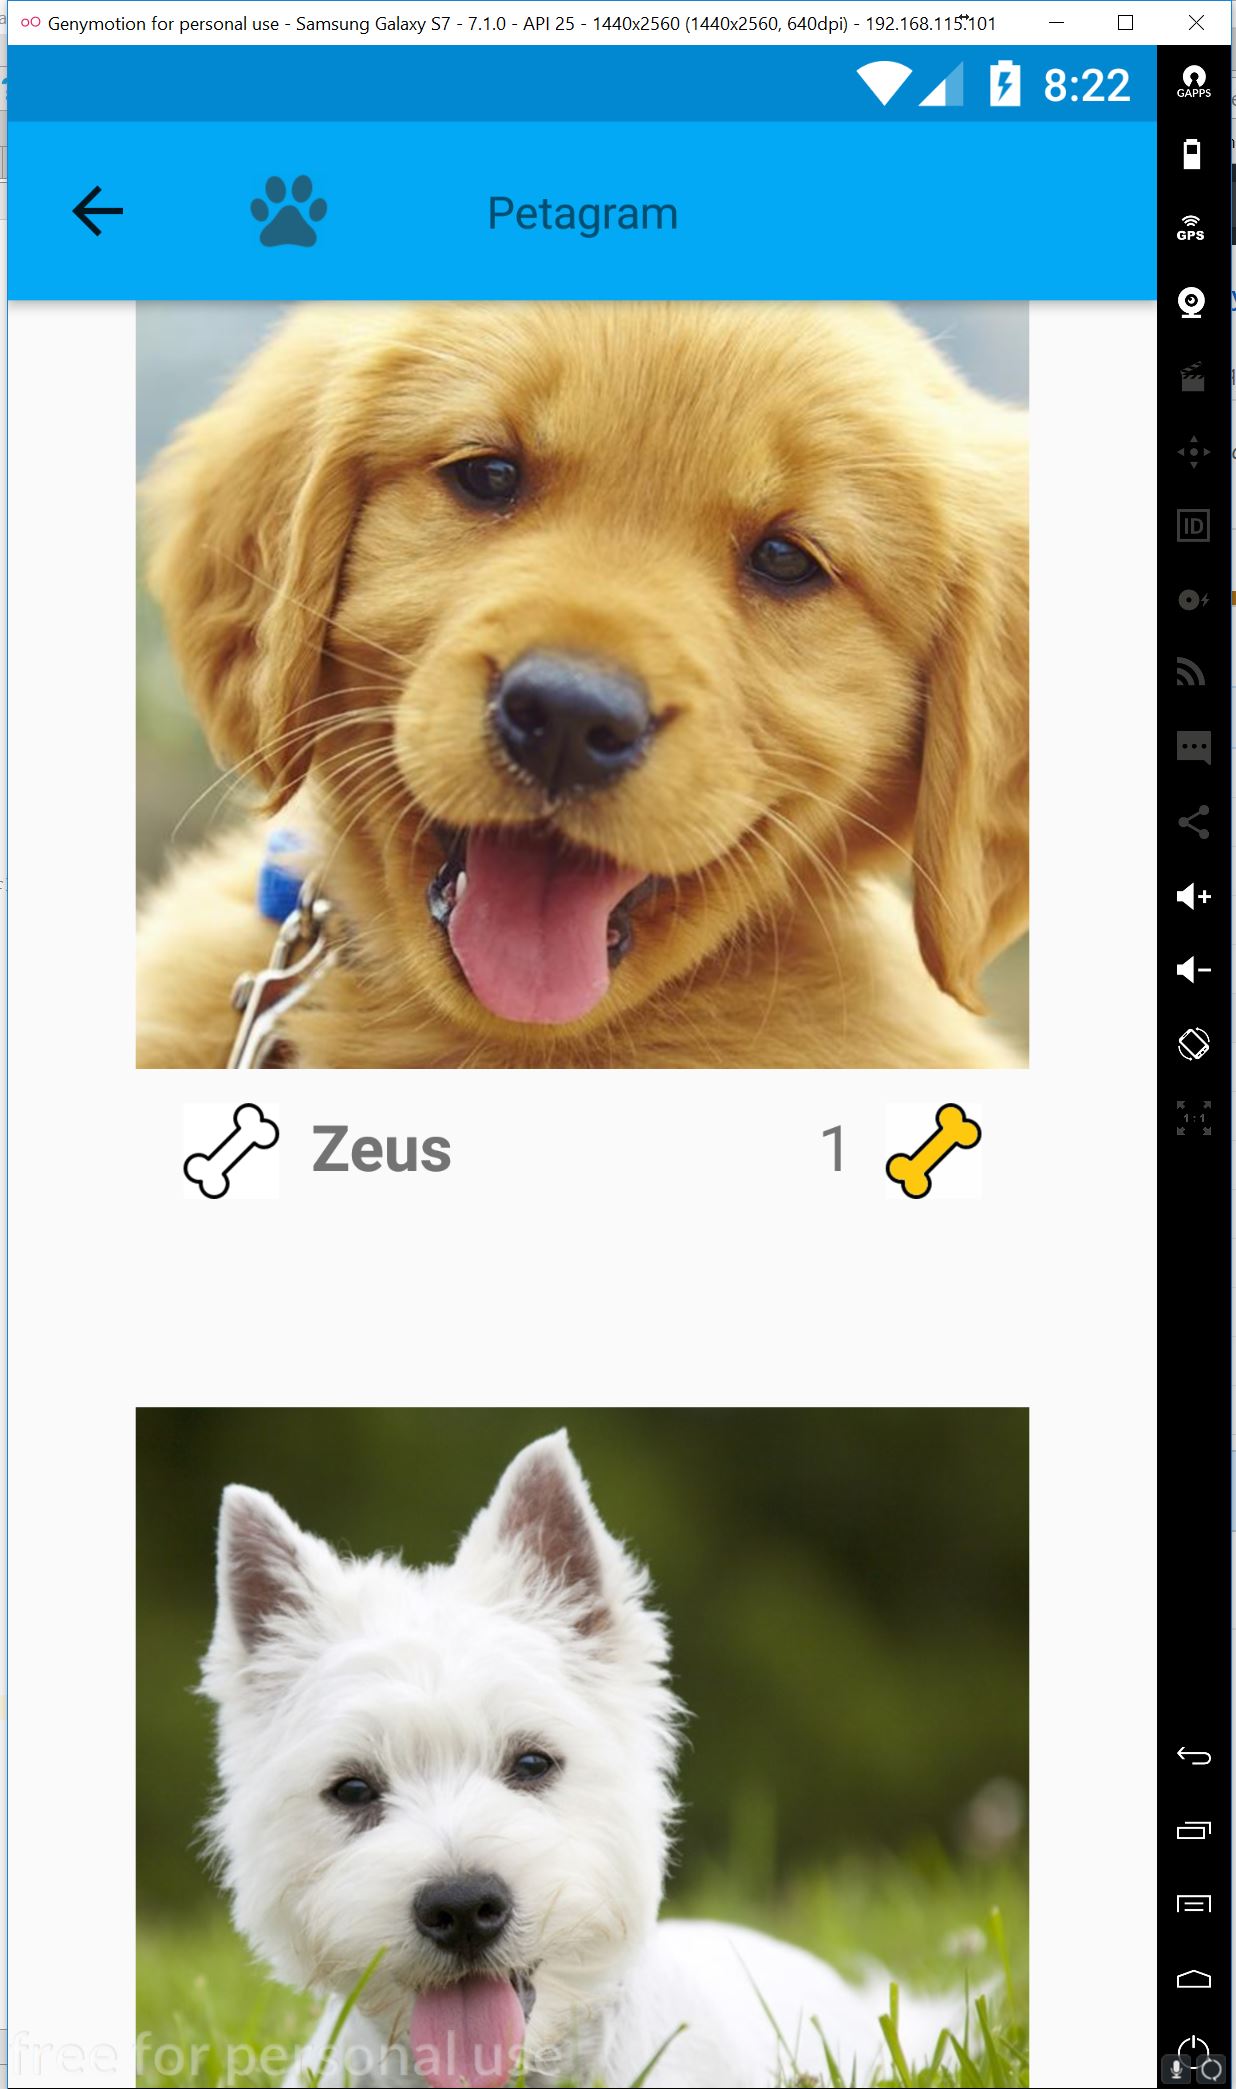 Genymotion for personal use - Samsung Galaxy S7 - 7.1.0 - API 25 - 1440x2560 (1440x2560, 640dpi) - 192.168.115.101
8:22
GAPPS
Petagram
GPS
ID
Zeus
1
1:1
free for personal use